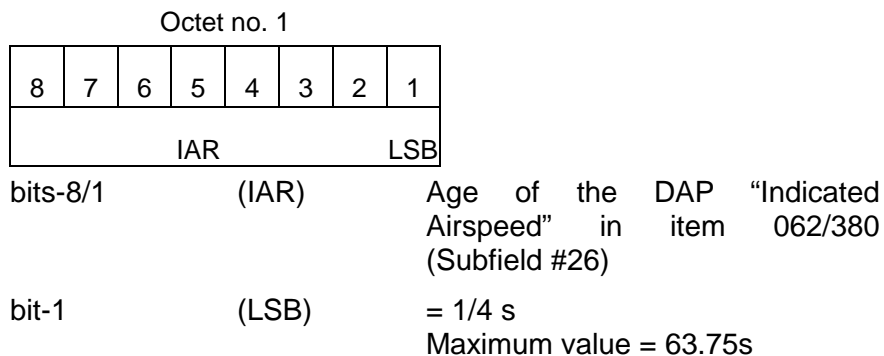 Octet no. 1
8 7 6 5 4 3 2 1
IAR LSB
bits-8/1 (IAR) Age of the DAP “Indicated
Airspeed” in item 062/380
(Subfield #26)
bit-1 (LSB) = 1/4 s
Maximum value = 63.75s